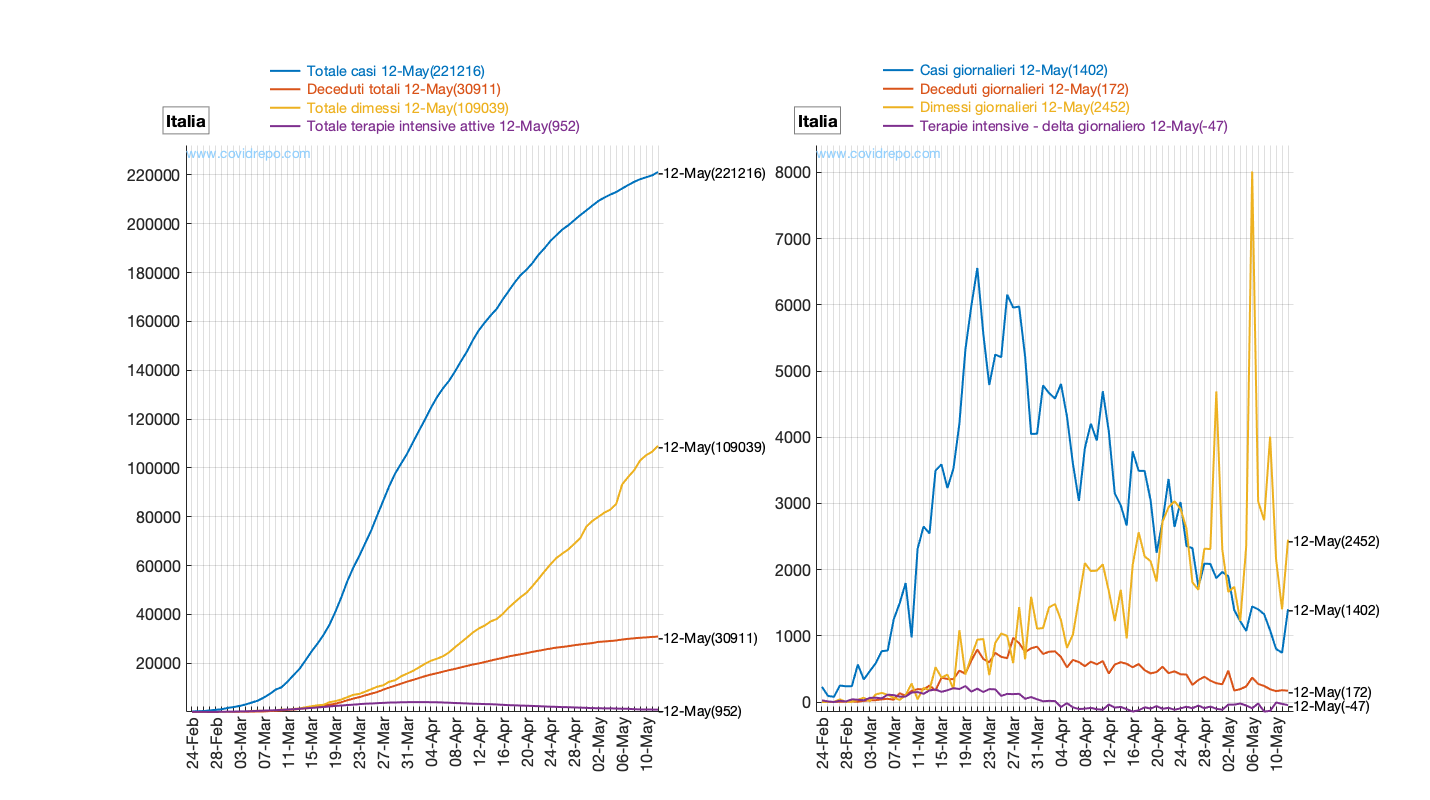 Totale casi 12-May(221216)
Deceduti totali 12-May(30911)
Totale dimessi 12-May(109039)
Totale terapie intensive attive 12-May(952)
Italia
www.covidrepo.com
220000
200000
180000
160000
140000
120000
100000
80000
60000
40000
20000
12-May(221216)
12-May(109039)
12-May(30911)
12-May(952)
24-Feb
28-Feb
03-Mar
07-Mar
11-Mar
15-Mar
19-Mar
23-Mar
27-Mar
31-Mar
04-Apr
08-Apr
12-Apr
16-Apr
20-Apr
24-Apr
28-Apr
02-May
06-May
10-May
Casi giornalieri 12-May(1402)
Deceduti giornalieri 12-May(172)
Dimessi giornalieri 12-May(2452)
Terapie intensive - delta giornaliero 12-May(-47)
Italia
www.covidrepo.com
8000
7000
6000
5000
4000
3000
2000
1000
0
12-May(2452)
12-May(1402)
12-May(172)
12-May(-47)
24-Feb
28-Feb
03-Mar
07-Mar
11-Mar
15-Mar
19-Mar
23-Mar
27-Mar
31-Mar
04-Apr
08-Apr
12-Apr
16-Apr
20-Apr
24-Apr
28-Apr
02-May
06-May
10-May